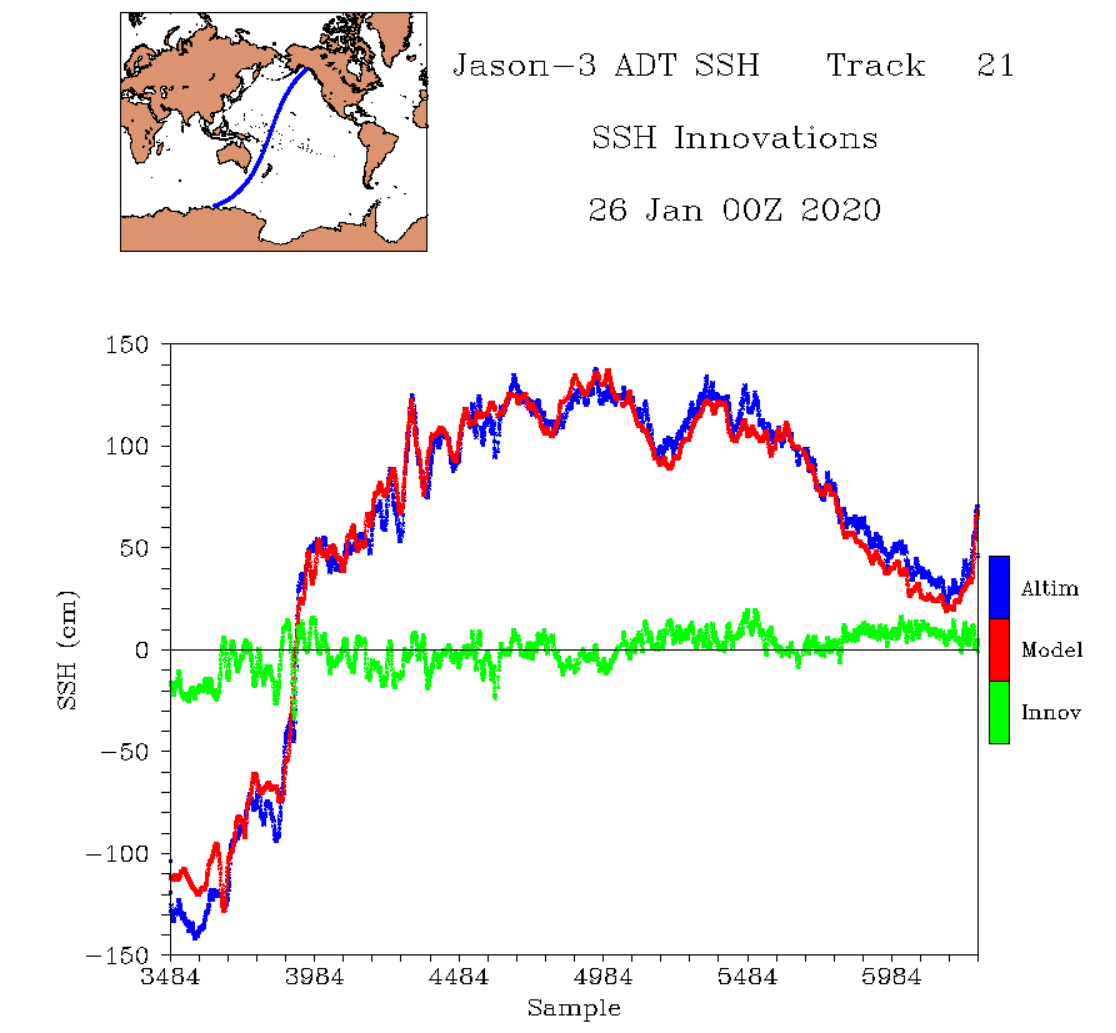 Jason-3 ADT SSH Track 21
SSH Innovations
26 Jan 00Z 2020
150
100
50
0
-50
-100
-150
SSH (cm)
3484 3984 4484 4984 5484 5984
Sample
Altim
Model
Innov